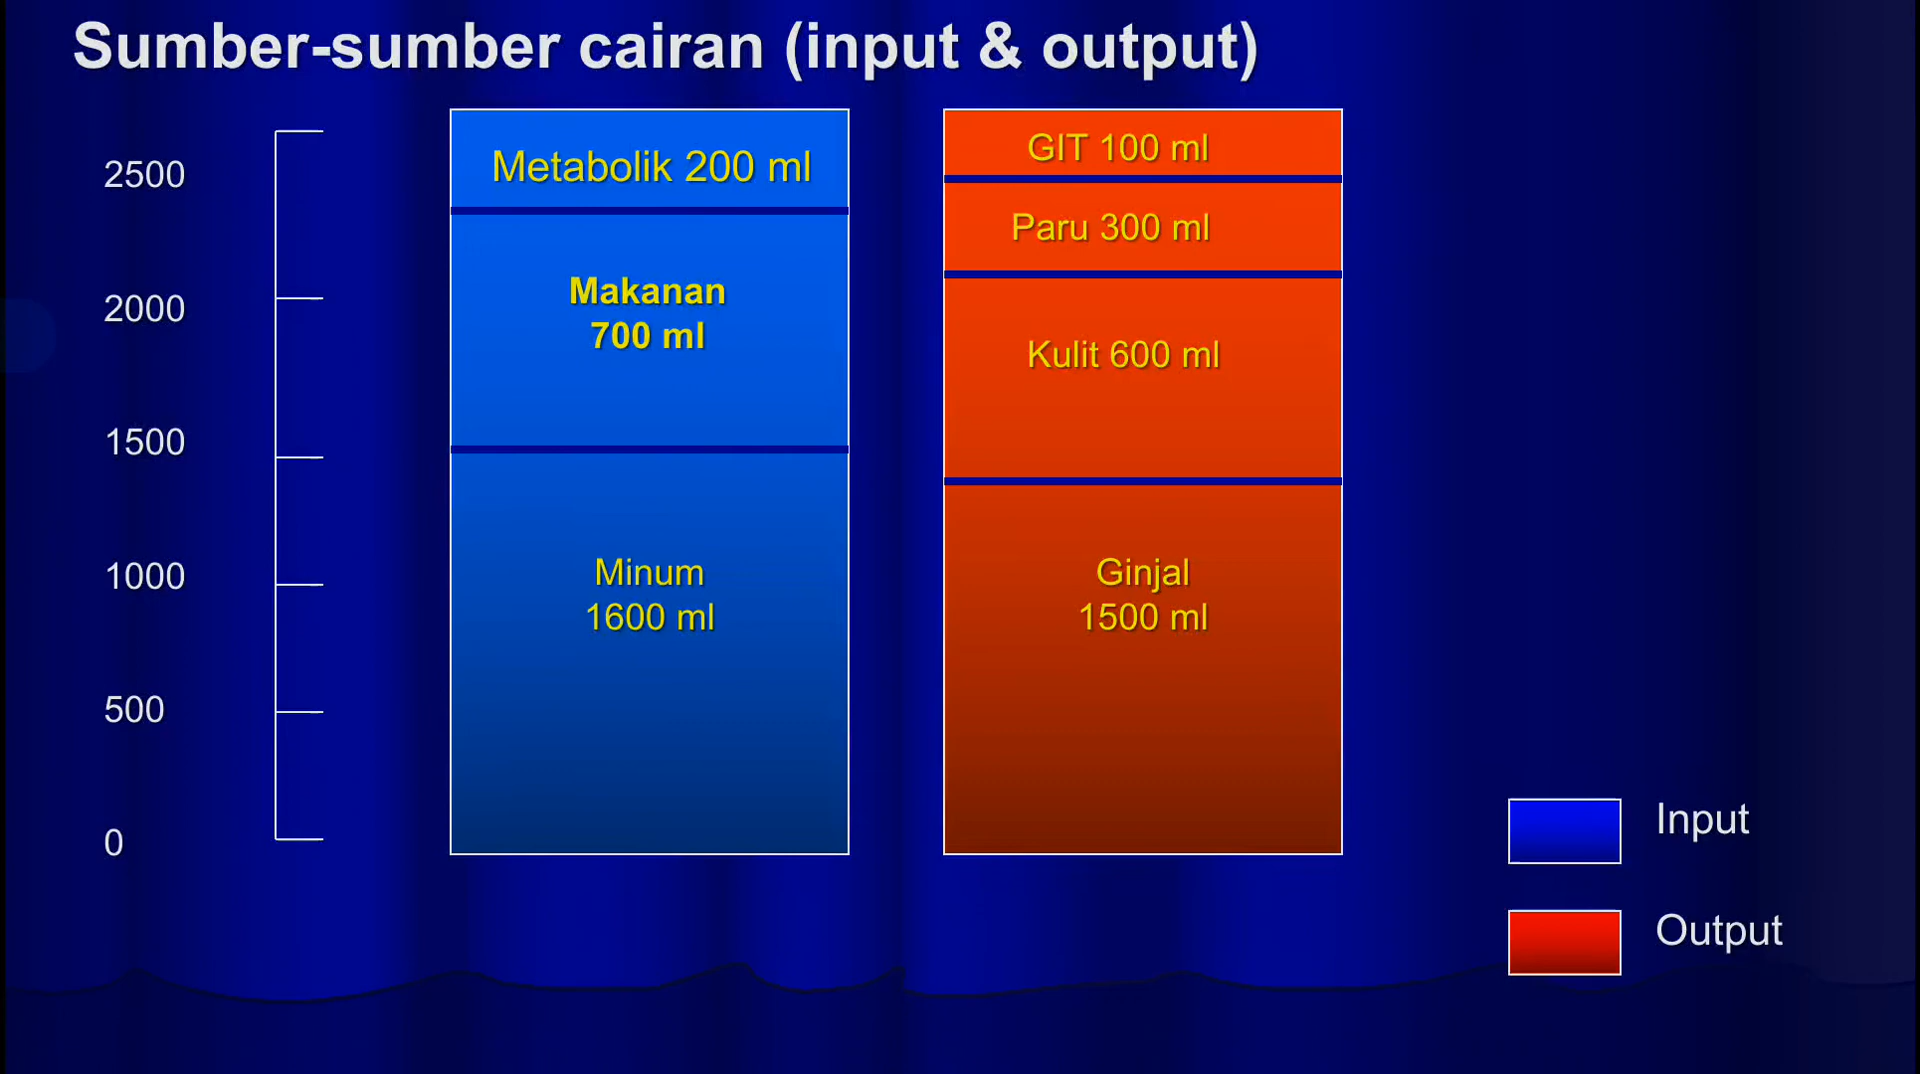 Sumber-sumber cairan (input & output)
2500
2000
1500
1000
500
0
Metabolik 200 ml
Makanan
700 ml
Minum
1600 ml
GIT 100 ml
Paru 300 ml
Kulit 600 ml
Ginjal
1500 ml
Input
Output